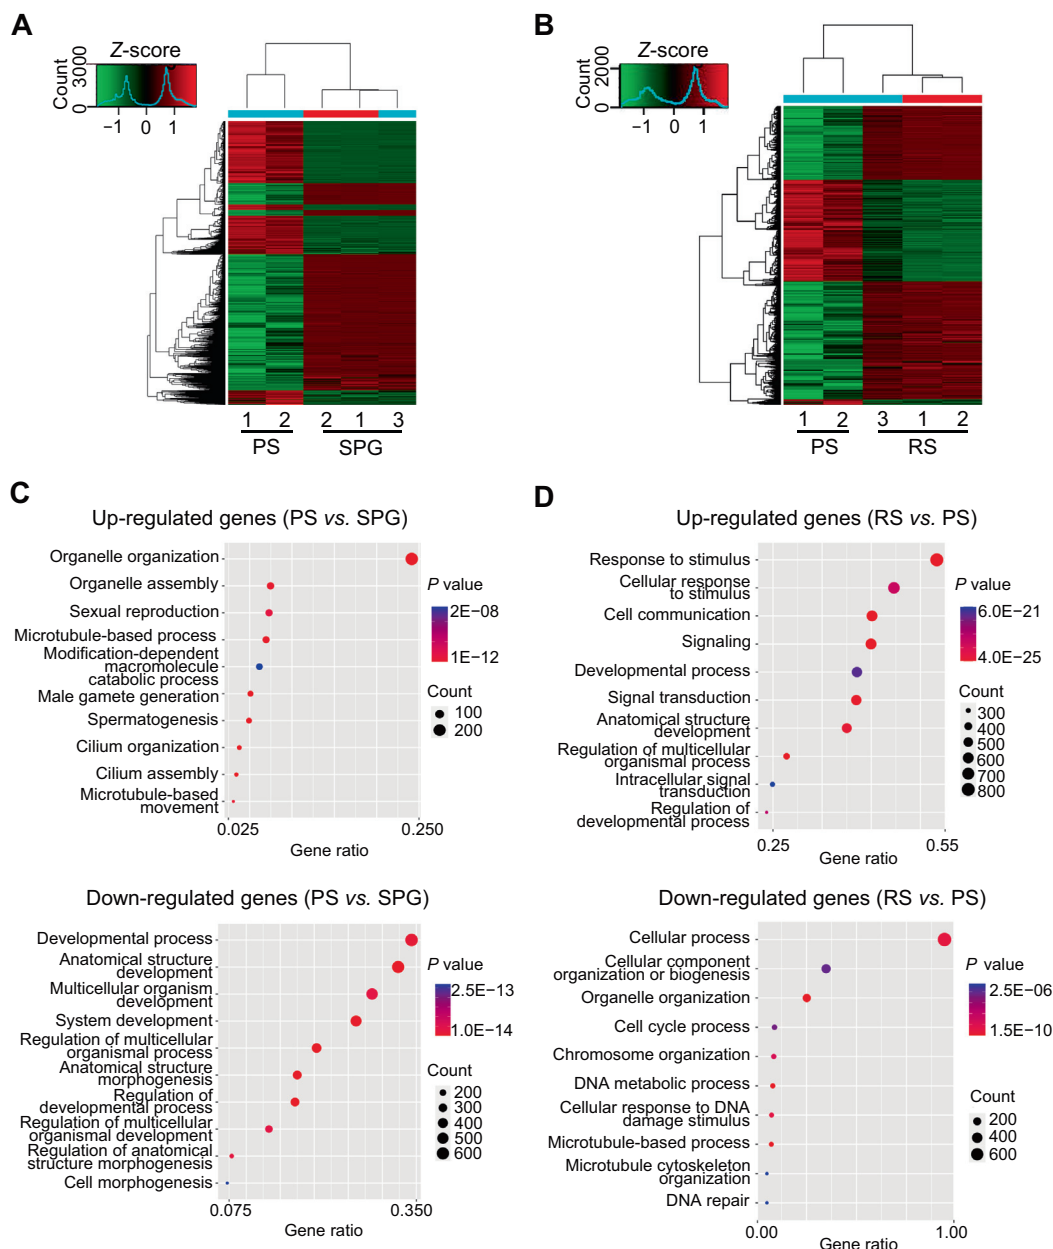 A
Z-score
Count
3000
0
−1 0 1
1 2 2 1 3
PS SPG
B
Z-score
Count
2000
0
−1 0 1
1 2 3 1 2
PS RS
C
Up-regulated genes (PS vs. SPG)
Organelle organization
Organelle assembly
Sexual reproduction
Microtubule-based process
Modification-dependent
macromolecule
catabolic process
Male gamete generation
Spermatogenesis
Cilium organization
Cilium assembly
Microtubule-based
movement
0.025 0.250
Gene ratio
P value
2E−08
1E−12
Count
100
200
Down-regulated genes (PS vs. SPG)
Developmental process
Anatomical structure
development
Multicellular organism
development
System development
Regulation of multicellular
organismal process
Anatomical structure
morphogenesis
Regulation of
developmental process
Regulation of multicellular
organismal development
Regulation of anatomical
structure morphogenesis
Cell morphogenesis
0.075 0.350
Gene ratio
P value
2.5E−13
1.0E−14
Count
200
300
400
500
600
D
Up-regulated genes (RS vs. PS)
Response to stimulus
Cellular response
to stimulus
Cell communication
Signaling
Developmental process
Signal transduction
Anatomical structure
development
Regulation of multicellular
organismal process
Intracellular signal
transduction
Regulation of
developmental process
0.25 0.55
Gene ratio
P value
6.0E−21
4.0E−25
Count
300
400
500
600
700
800
Down-regulated genes (RS vs. PS)
Cellular process
Cellular component
organization or biogenesis
Organelle organization
Cell cycle process
Chromosome organization
DNA metabolic process
Cellular response to DNA
damage stimulus
Microtubule-based process
Microtubule cytoskeleton
organization
DNA repair
0.00 1.00
Gene ratio
P value
2.5E−06
1.5E−10
Count
200
400
600